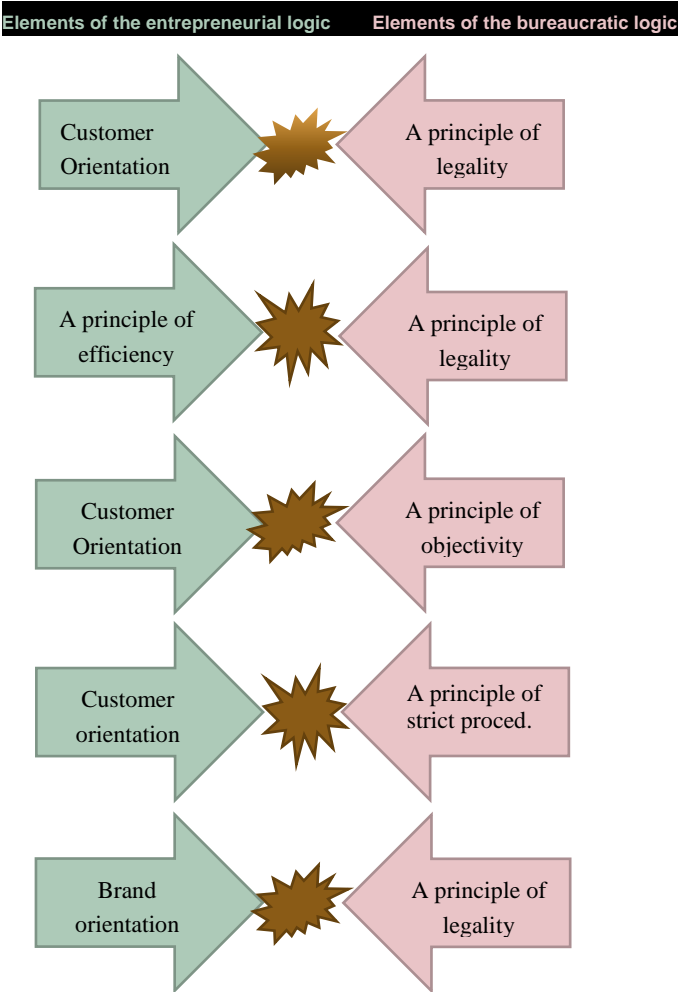 Elements of the entrepreneurial logic
Elements of the bureaucratic logic
Customer
Orientation
A principle of
legality
A principle of
efficiency
A principle of
legality
Customer
Orientation
A principle of
objectivity
Customer
orientation
A principle of
strict proced.
Brand
orientation
A principle of
legality